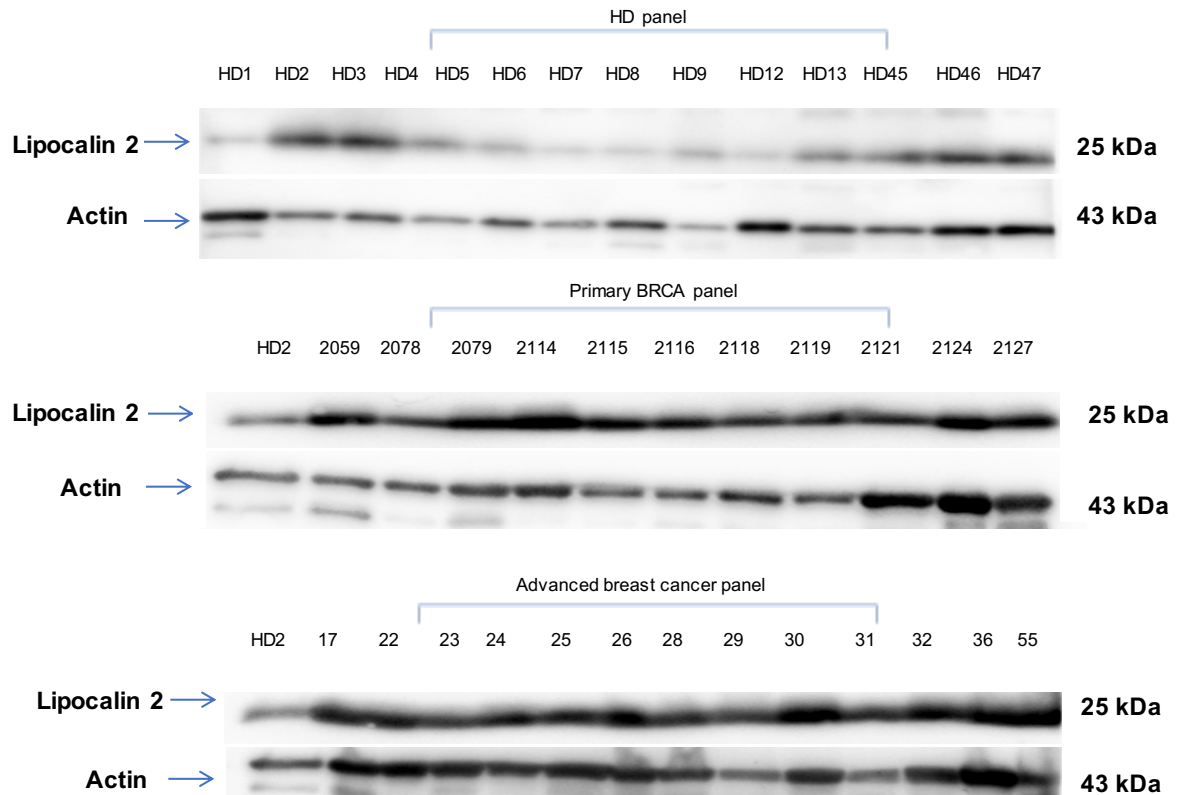 HD panel
HD1 HD2 HD3 HD4 HD5 HD6 HD7 HD8 HD9 HD12 HD13 HD45 HD46 HD47
Lipocalin 2 25 kDa
Actin 43 kDa
Primary BRCA panel
HD2 2059 2078 2079 2114 2115 2116 2118 2119 2121 2124 2127
Lipocalin 2 25 kDa
Actin 43 kDa
Advanced breast cancer panel
HD2 17 22 23 24 25 26 28 29 30 31 32 36 55
Lipocalin 2 25 kDa
Actin 43 kDa